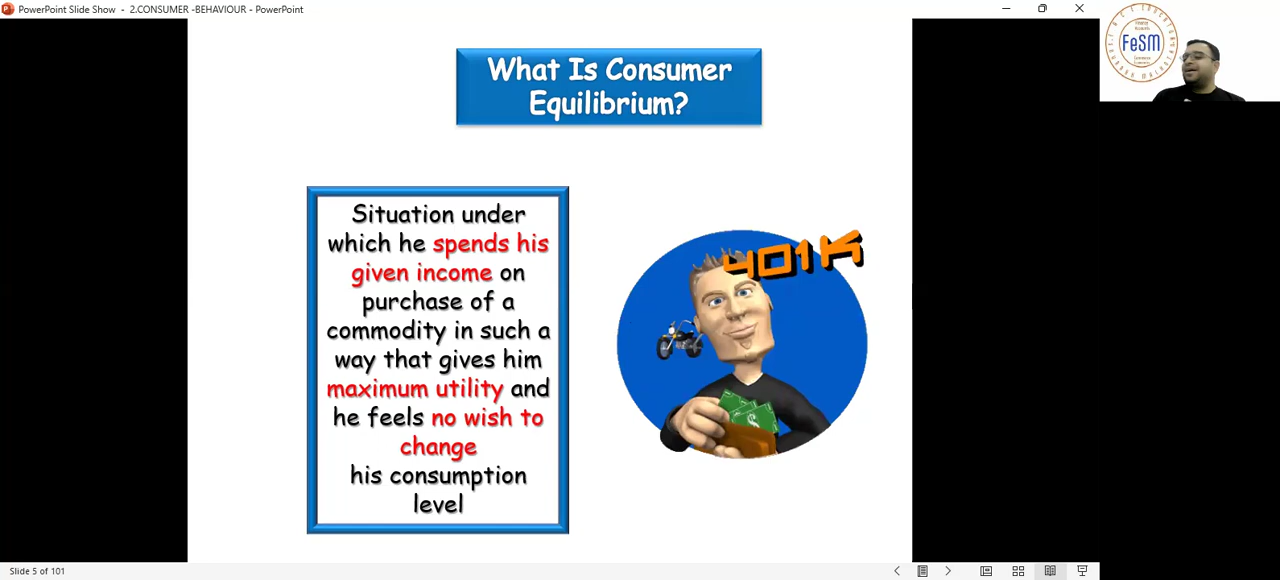 PowerPoint Slide Show - 2.CONSUMER -BEHAVIOUR - PowerPoint
FeSM
What Is Consumer
Equilibrium?
Situation under
which he spends his
given income on
purchase of a
commodity in such a
way that gives him
maximum utility and
he feels no wish to
change
his consumption
level
401K
Slide 5 of 101